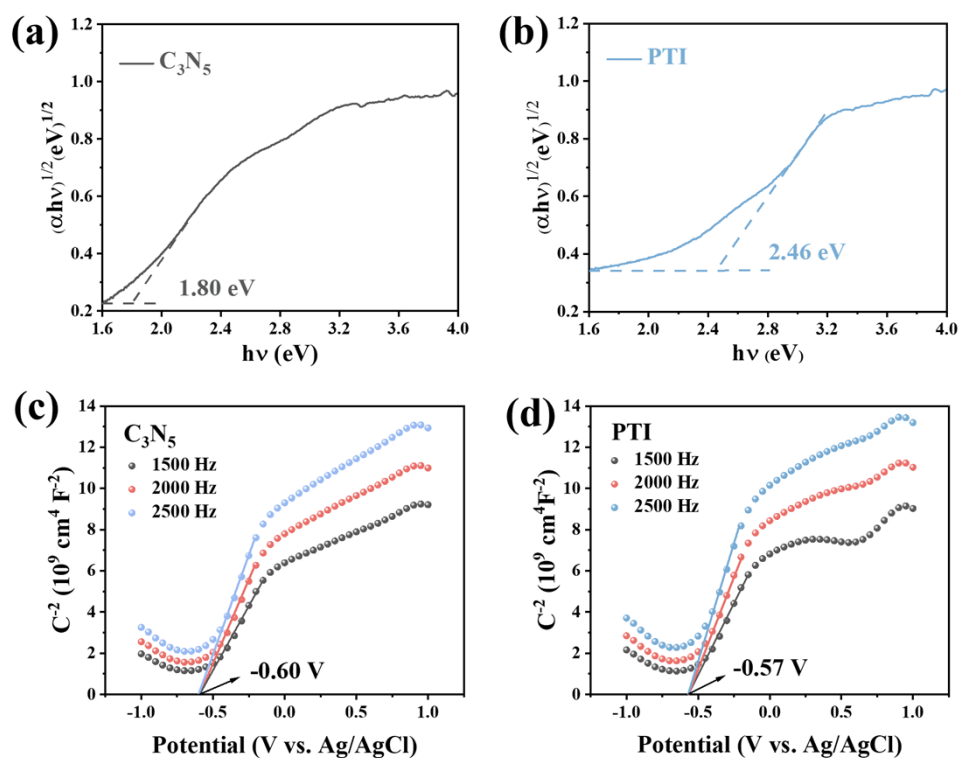 (a)
C₃N₅
1.80 eV
(αhν)^1/2 (eV)^1/2
1.2
1.0
0.8
0.6
0.4
0.2
1.6 2.0 2.4 2.8 3.2 3.6 4.0
hν (eV)
(b)
PTI
2.46 eV
(αhν)^1/2 (eV)^1/2
1.2
1.0
0.8
0.6
0.4
0.2
1.6 2.0 2.4 2.8 3.2 3.6 4.0
hν (eV)
(c)
C₃N₅
1500 Hz
2000 Hz
2500 Hz
-0.60 V
C⁻² (10⁹ cm⁴ F⁻²)
14
12
10
8
6
4
2
0
-1.0 -0.5 0.0 0.5 1.0
Potential (V vs. Ag/AgCl)
(d)
PTI
1500 Hz
2000 Hz
2500 Hz
-0.57 V
C⁻² (10⁹ cm⁴F⁻²)
14
12
10
8
6
4
2
0
-1.0 -0.5 0.0 0.5 1.0
Potential (V vs. Ag/AgCl)